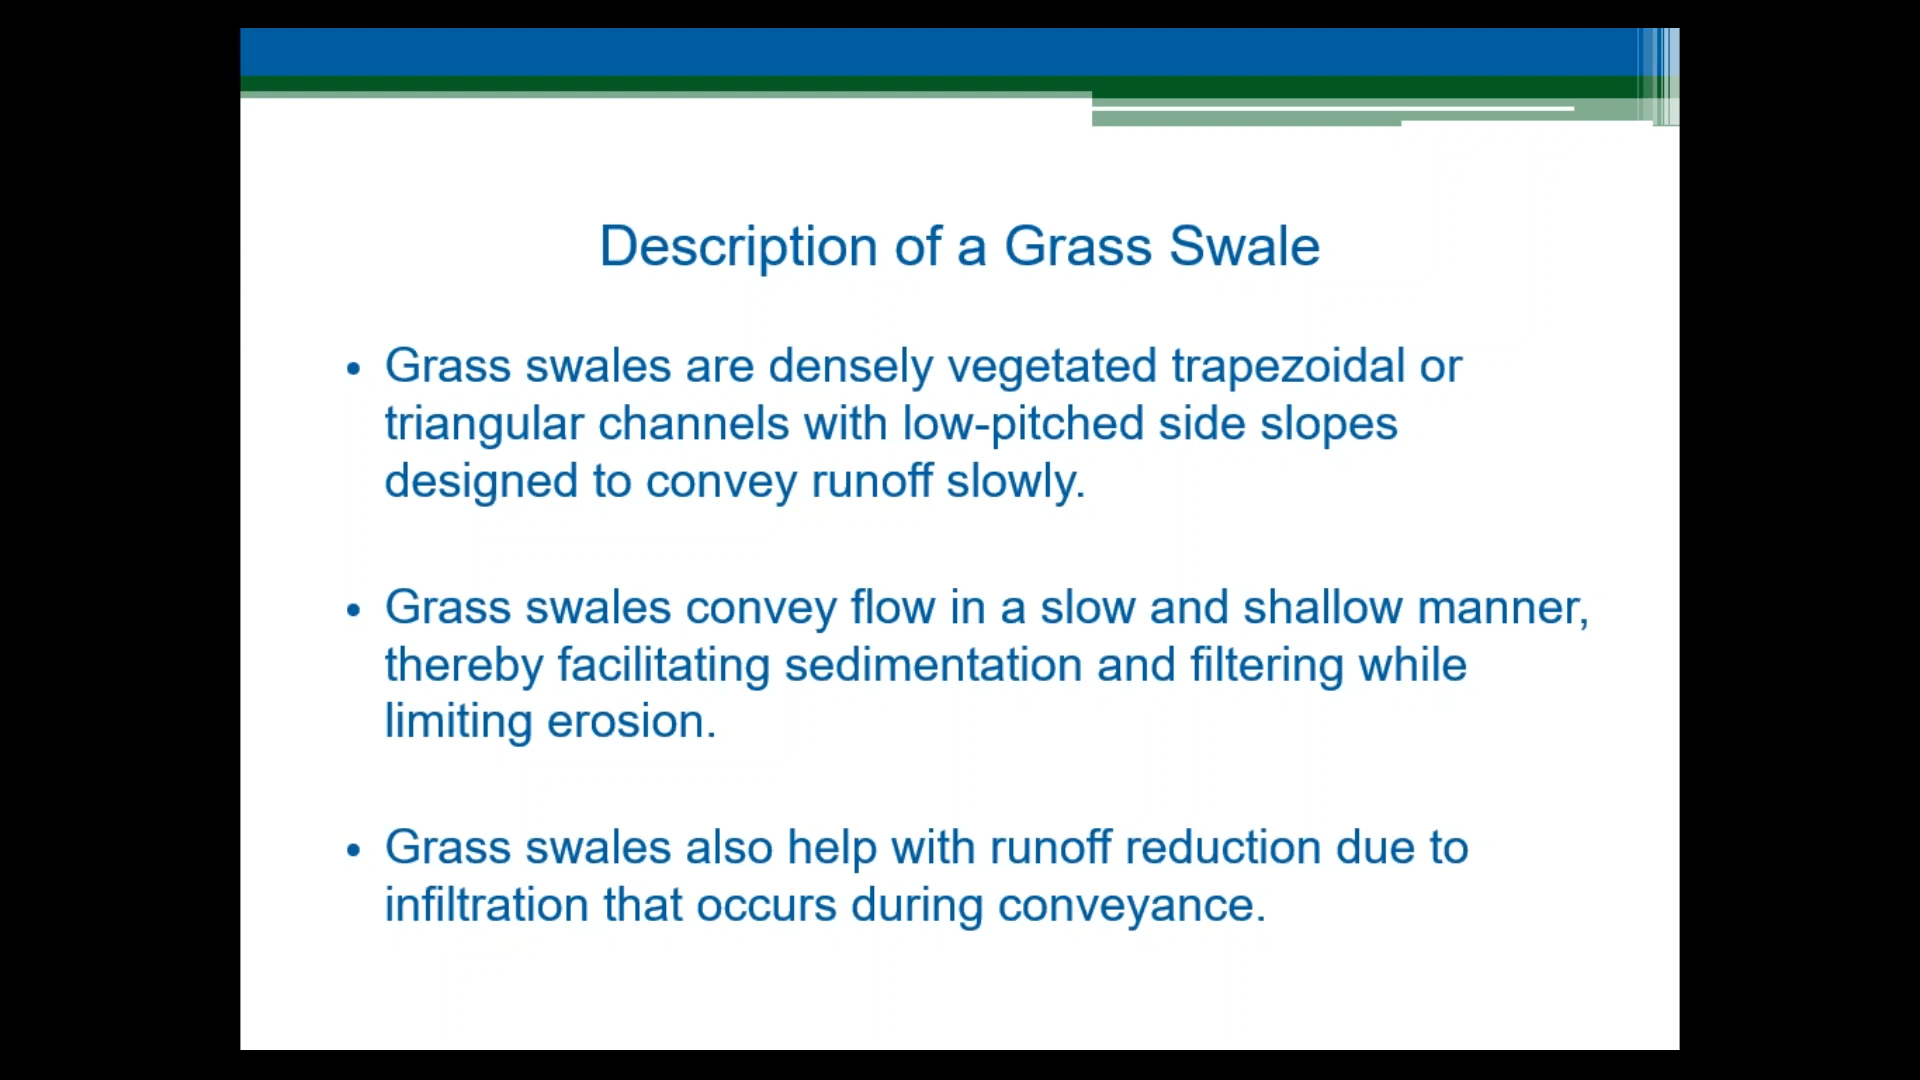 Description of a Grass Swale
• Grass swales are densely vegetated trapezoidal or
triangular channels with low-pitched side slopes
designed to convey runoff slowly.
• Grass swales convey flow in a slow and shallow manner,
thereby facilitating sedimentation and filtering while
limiting erosion.
• Grass swales also help with runoff reduction due to
infiltration that occurs during conveyance.